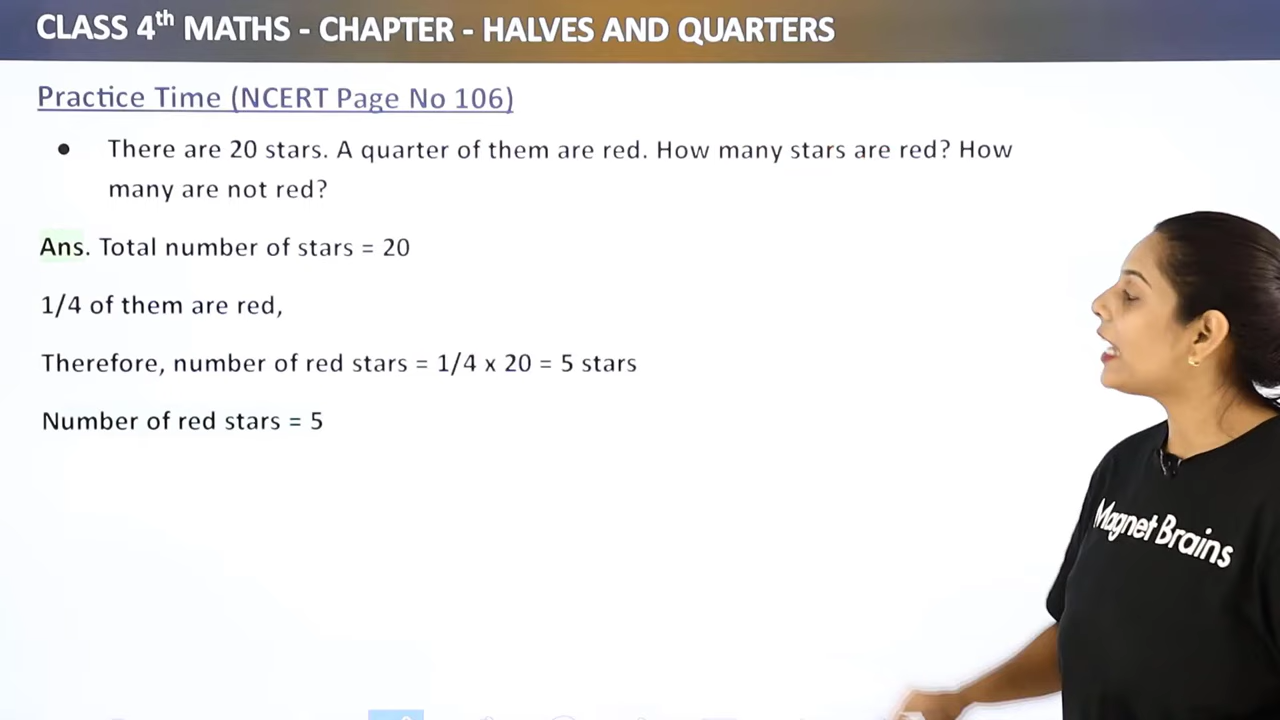 CLASS 4th MATHS - CHAPTER - HALVES AND QUARTERS
Practice Time (NCERT Page No 106)
● There are 20 stars. A quarter of them are red. How many stars are red? How
many are not red?
Ans. Total number of stars = 20
1/4 of them are red,
Therefore, number of red stars = 1/4 x 20 = 5 stars
Number of red stars = 5
Magnet Brains